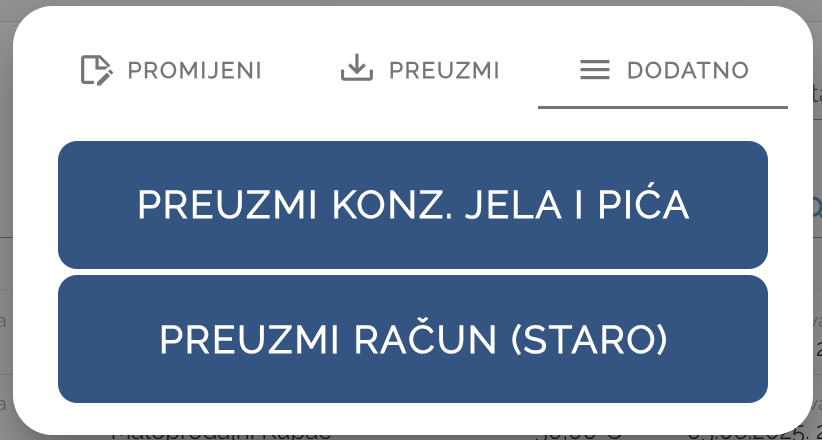 PROMIJENI PREUZMI DODATNO
PREUZMI KONZ. JELA I PIĆA
PREUZMI RAČUN (STARO)